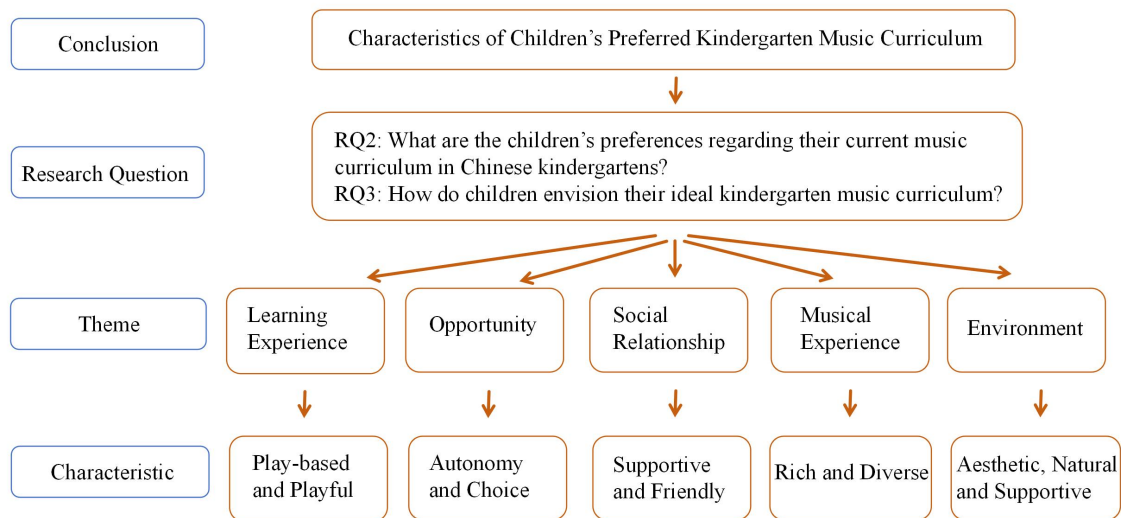 Conclusion
Characteristics of Children’s Preferred Kindergarten Music Curriculum
Research Question
RQ2: What are the children’s preferences regarding their current music
curriculum in Chinese kindergartens?
RQ3: How do children envision their ideal kindergarten music curriculum?
Theme
Learning
Experience
Opportunity
Social
Relationship
Musical
Experience
Environment
Characteristic
Play-based
and Playful
Autonomy
and Choice
Supportive
and Friendly
Rich and Diverse
Aesthetic, Natural
and Supportive